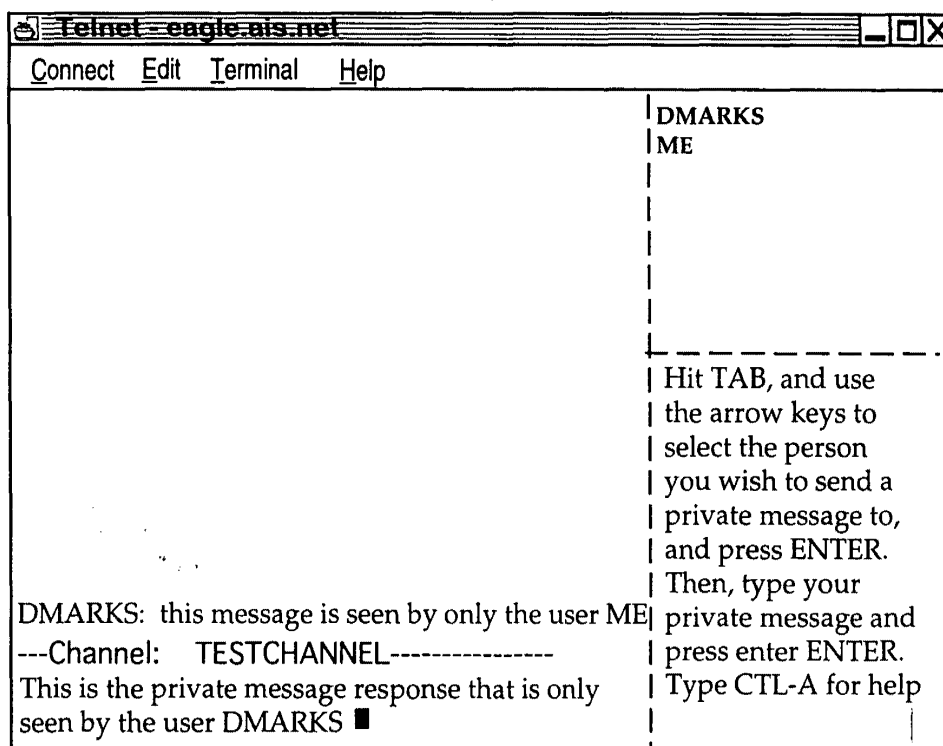 Telnet - eagle.ais.net
Connect Edit Terminal Help
DMARKS
ME
Hit TAB, and use
the arrow keys to
select the person
you wish to send a
private message to,
and press ENTER.
Then, type your
private message and
press enter ENTER.
Type CTL-A for help
DMARKS: this message is seen by only the user ME
---Channel: TESTCHANNEL----------------
This is the private message response that is only
seen by the user DMARKS